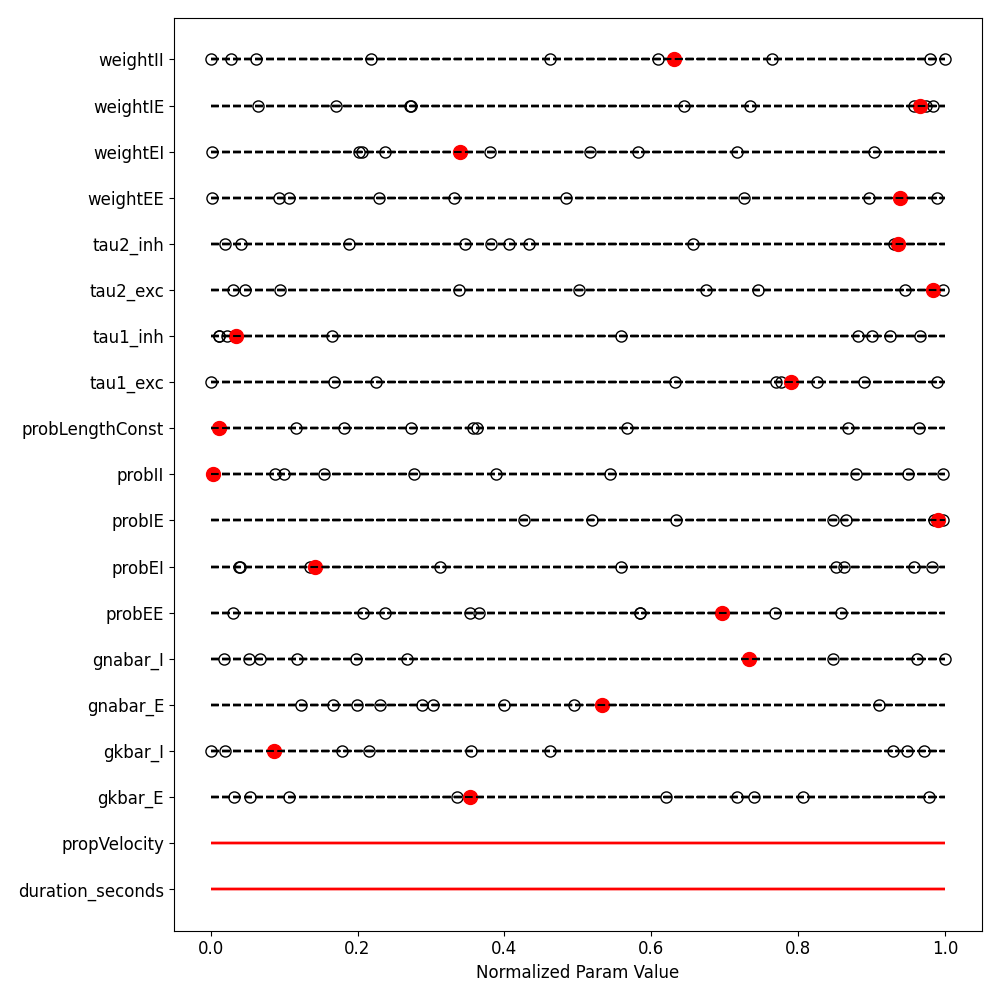 weightII
weightIE
weightEI
weightEE
tau2_inh
tau2_exc
tau1_inh
tau1_exc
probLengthConst
probII
probIE
probEI
probEE
gnabar_I
gnabar_E
gkbar_I
gkbar_E
propVelocity
duration_seconds
0.0 0.2 0.4 0.6 0.8 1.0
Normalized Param Value